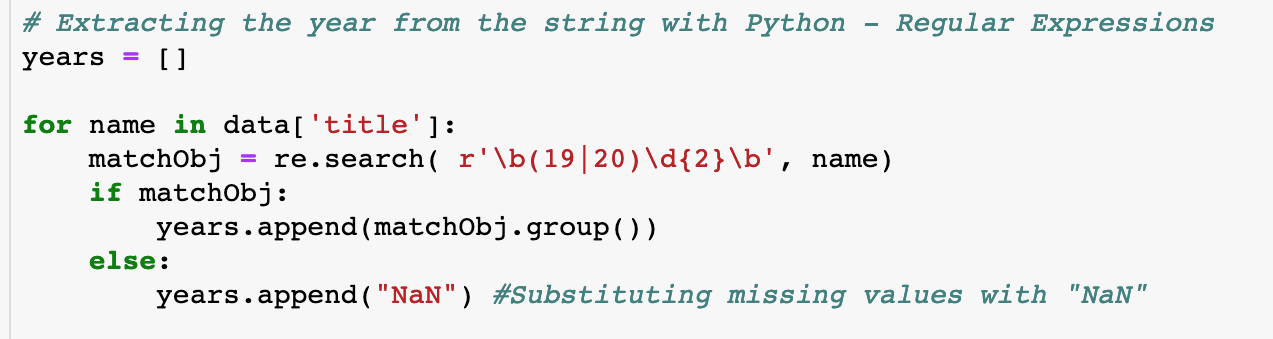 # Extracting the year from the string with Python - Regular Expressions
years = []
for name in data['title']:
    matchObj = re.search( r'\b(19|20)\d{2}\b', name)
    if matchObj:
        years.append(matchObj.group())
    else:
        years.append("NaN") #Substituting missing values with "NaN"